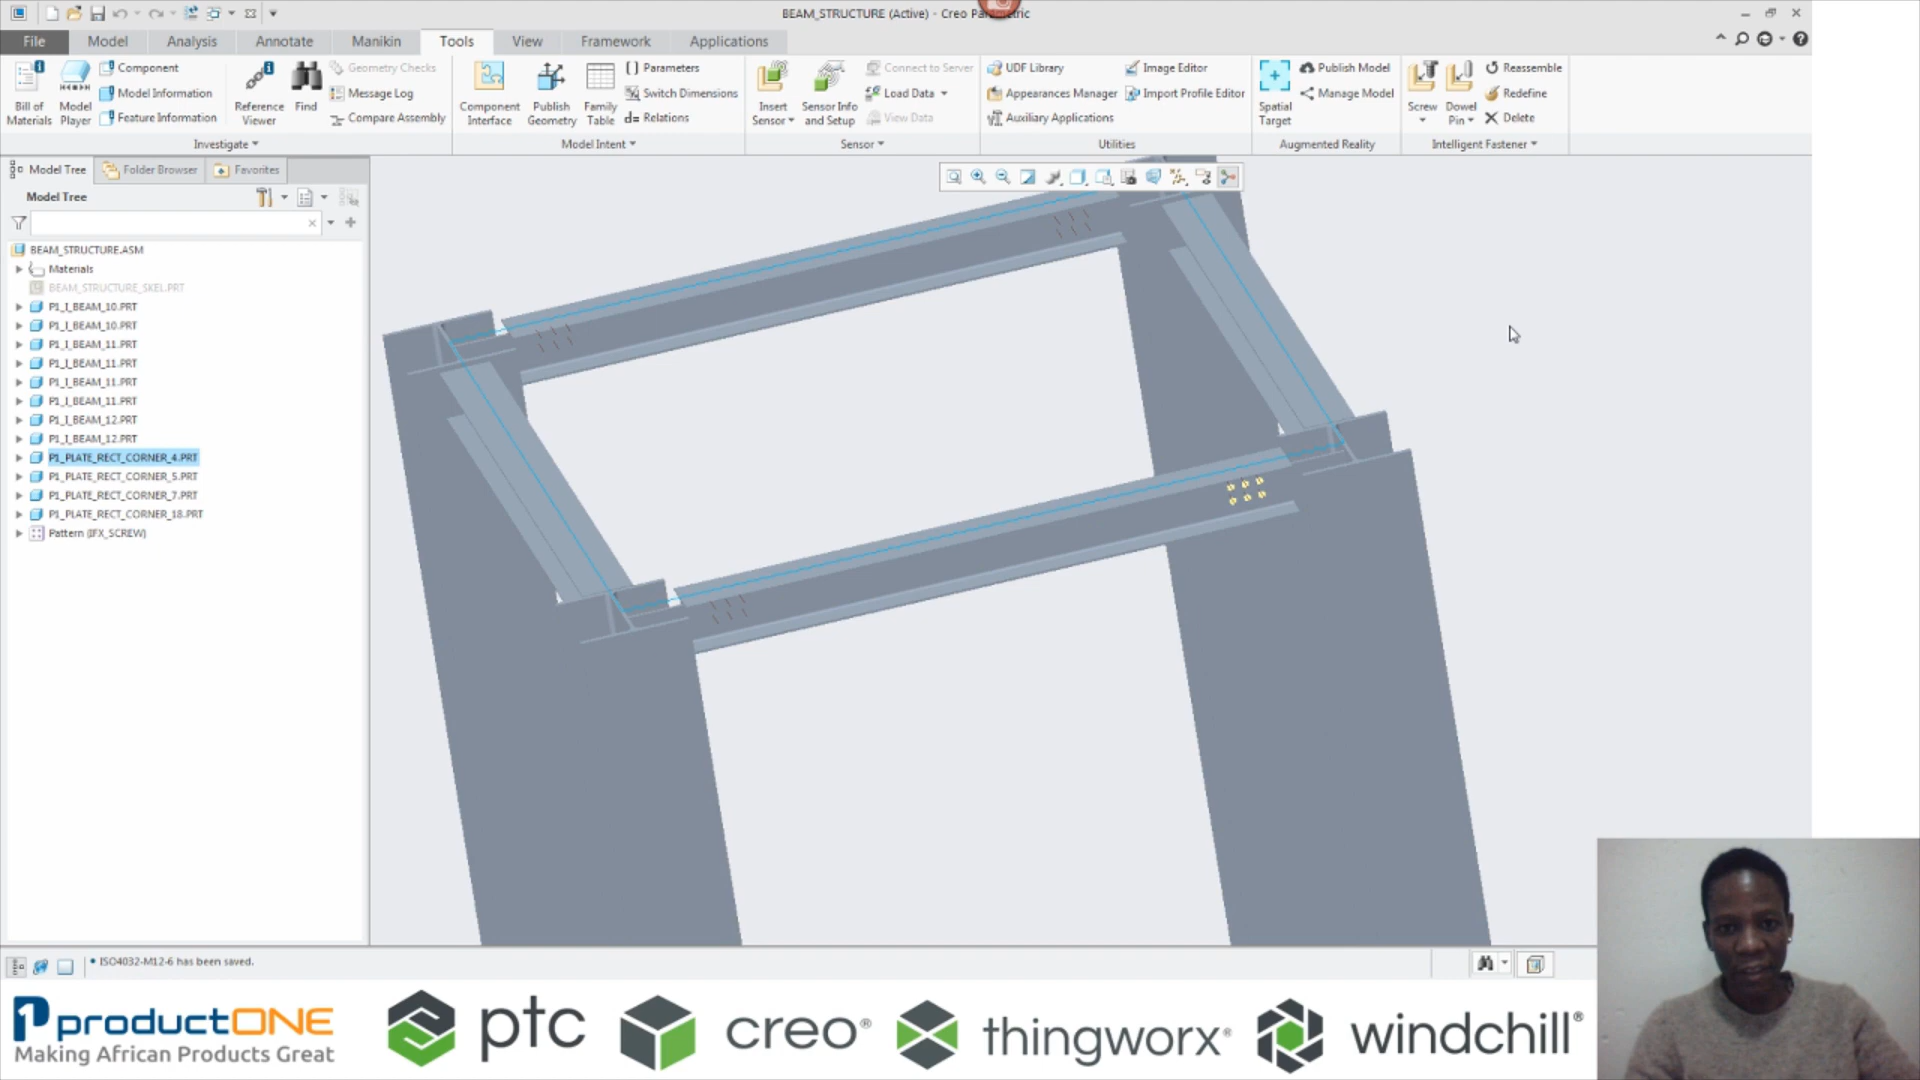 BEAM_STRUCTURE (Active) - Creo Parametric
File Model Analysis Annotate Manikin Tools View Framework Applications
Bill of Materials
Model Player
Component
Model Information
Feature Information
Reference Viewer
Find
Geometry Checks
Message Log
Compare Assembly
Investigate
Component Interface
Publish Geometry
Family Table
Parameters
Switch Dimensions
d= Relations
Model Intent
Insert Sensor
Sensor Info and Setup
Connect to Server
Load Data
View Data
Sensor
UDF Library
Appearances Manager
Auxiliary Applications
Image Editor
Import Profile Editor
Utilities
Spatial Target
Publish Model
Manage Model
Augmented Reality
Screw
Dowel Pin
Reassemble
Redefine
Delete
Intelligent Fastener
Model Tree Folder Browser Favorites
Model Tree
BEAM_STRUCTURE.ASM
Materials
BEAM_STRUCTURE_SKEL.PRT
P1_I_BEAM_10.PRT
P1_I_BEAM_10.PRT
P1_I_BEAM_11.PRT
P1_I_BEAM_11.PRT
P1_I_BEAM_11.PRT
P1_I_BEAM_11.PRT
P1_I_BEAM_12.PRT
P1_I_BEAM_12.PRT
P1_PLATE_RECT_CORNER_4.PRT
P1_PLATE_RECT_CORNER_5.PRT
P1_PLATE_RECT_CORNER_7.PRT
P1_PLATE_RECT_CORNER_18.PRT
Pattern (IFX_SCREW)
• ISO4032-M12-6 has been saved.
productONE
Making African Products Great
ptc
creo®
thingworx®
windchill®